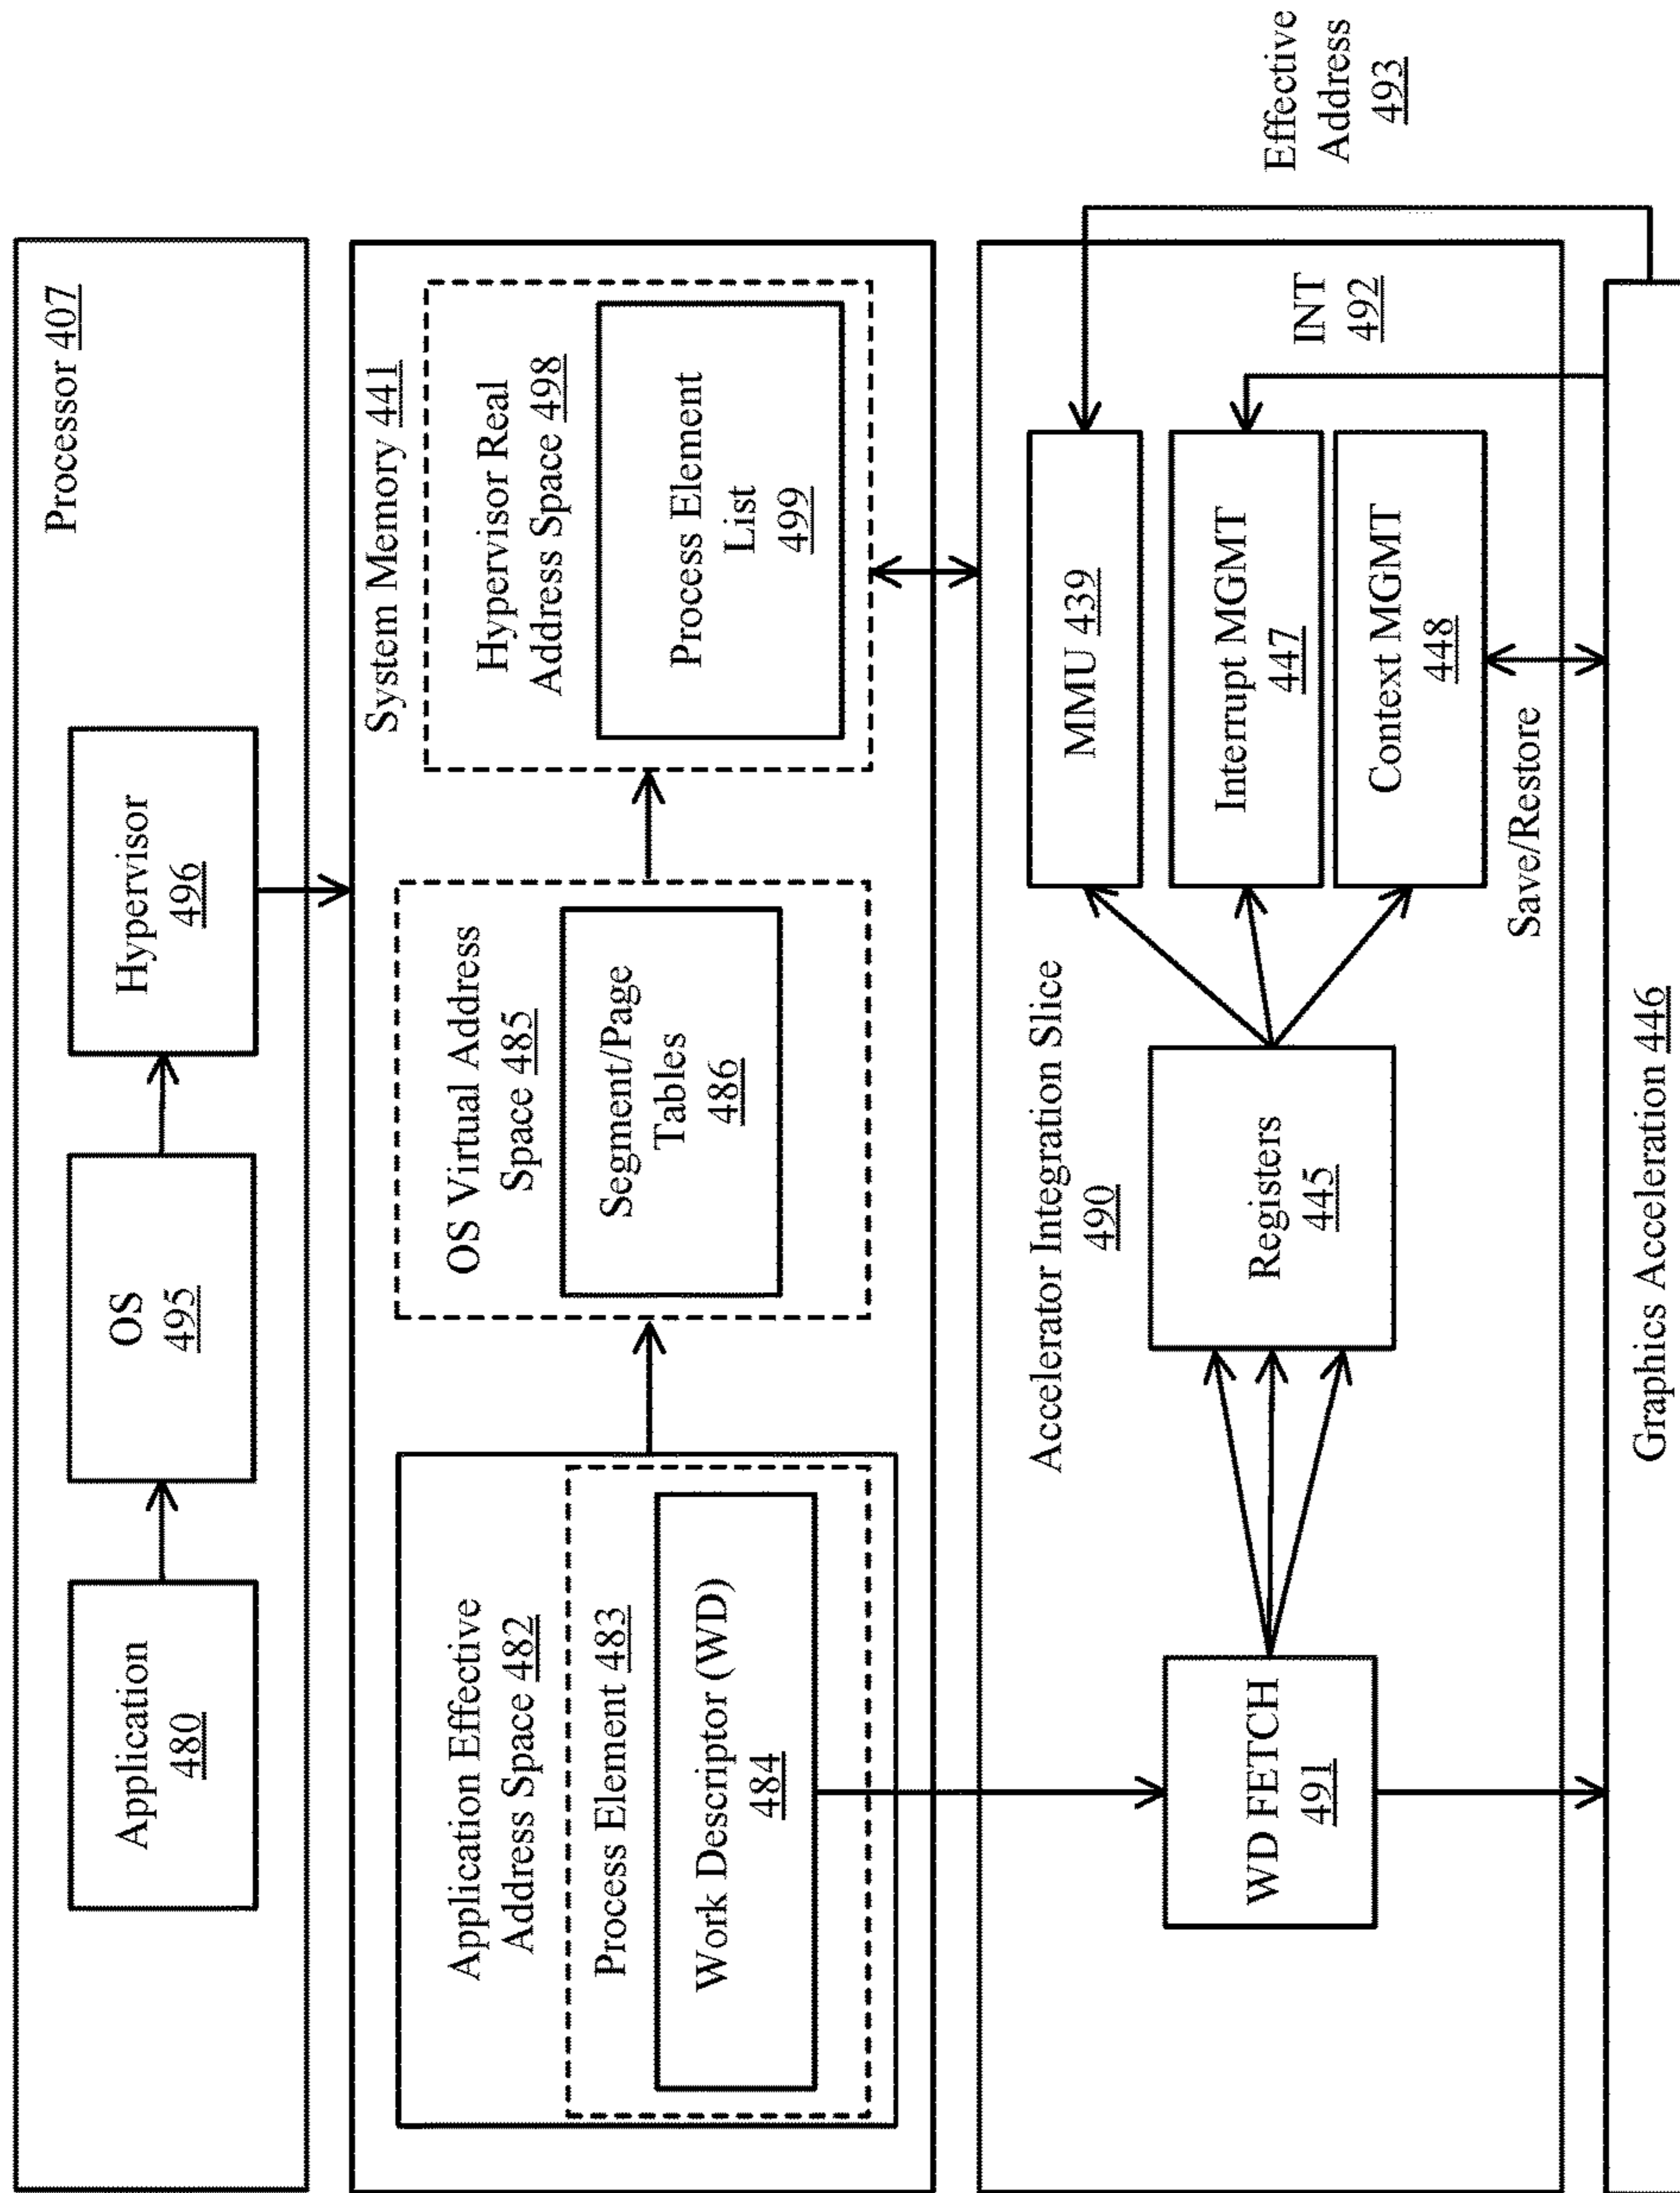 Processor 407
Application
480
OS
495
Hypervisor
496
System Memory 441
Application Effective
Address Space 482
Process Element 483
Work Descriptor (WD)
484
OS Virtual Address
Space 485
Segment/Page
Tables
486
Hypervisor Real
Address Space 498
Process Element
List
499
Accelerator Integration Slice
490
WD FETCH
491
Registers
445
MMU 439
Interrupt MGMT
447
Context MGMT
448
INT
492
Save/Restore
Effective
Address
493
Graphics Acceleration 446